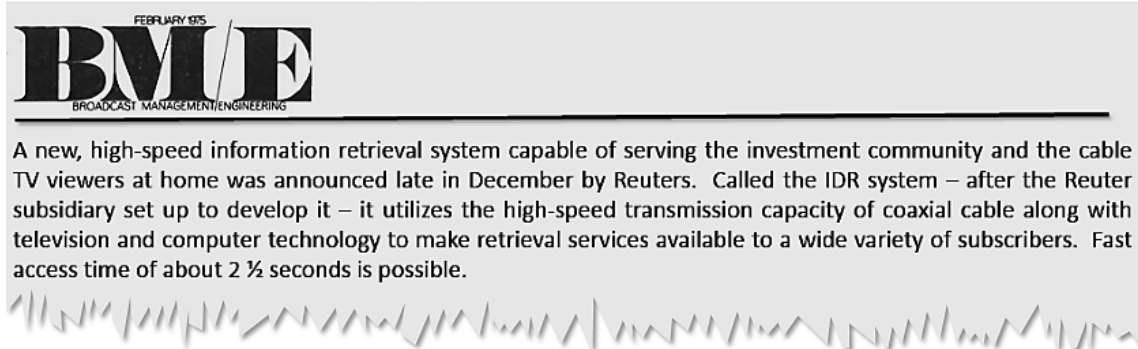 FEBRUARY 1975
BM/E
BROADCAST MANAGEMENT/ENGINEERING
A new, high-speed information retrieval system capable of serving the investment community and the cable
TV viewers at home was announced late in December by Reuters. Called the IDR system – after the Reuter
subsidiary set up to develop it – it utilizes the high-speed transmission capacity of coaxial cable along with
television and computer technology to make retrieval services available to a wide variety of subscribers. Fast
access time of about 2 ½ seconds is possible.